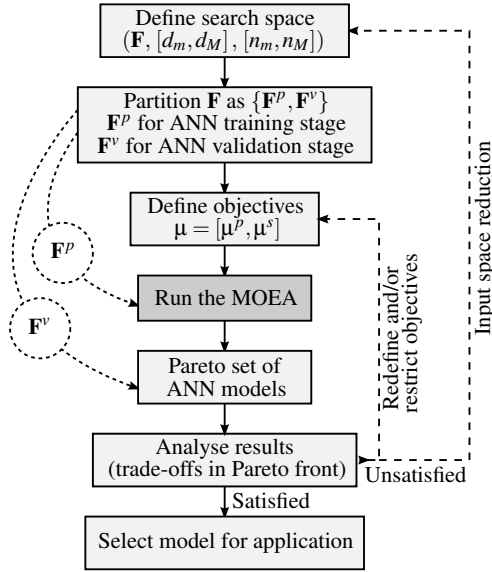 Define search space
(F, [d_m, d_M], [n_m, n_M])
Partition F as {F^p, F^v}
F^p for ANN training stage
F^v for ANN validation stage
Define objectives
μ = [μ^p, μ^s]
F^p
Run the MOEA
F^v
Pareto set of
ANN models
Analyse results
(trade-offs in Pareto front)
Unsatisfied
Redefine and/or
restrict objectives
Input space reduction
Satisfied
Select model for application